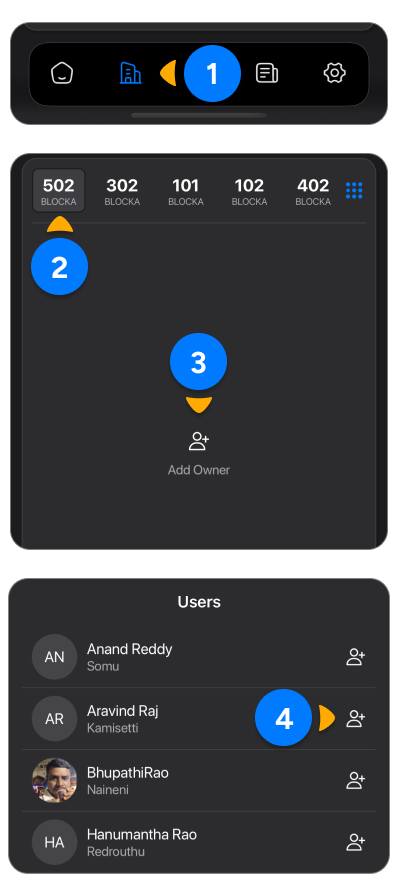 1
502 302 101 102 402
BLOCKA BLOCKA BLOCKA BLOCKA BLOCKA
2
3
Add Owner
Users
AN Anand Reddy
Somu
AR Aravind Raj
Kamisetti
4
BhupathiRao
Naineni
HA Hanumantha Rao
Redrouthu